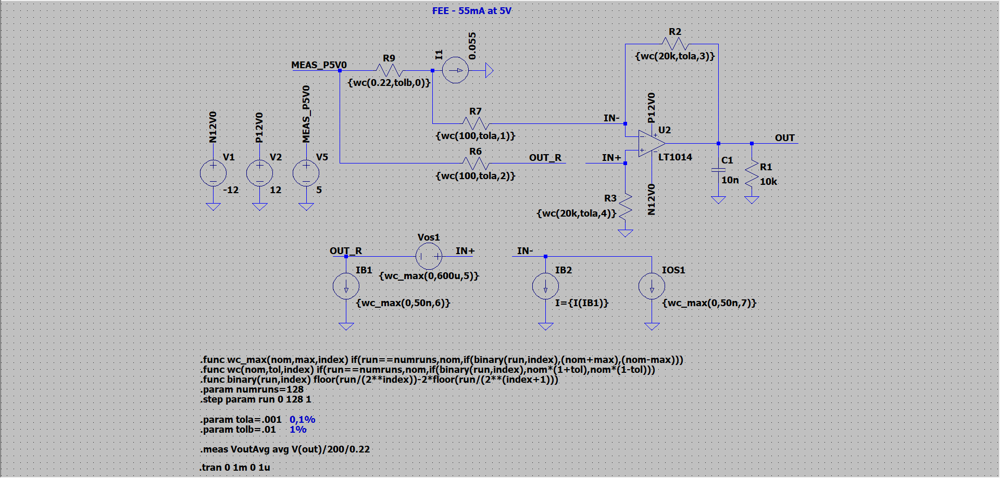 FEE - 55mA at 5V
R2
{wc(20k,tola,3)}
I1
0.055
R9
MEAS_P5V0
{wc(0.22,tolb,0)}
N12V0
P12V0
MEAS_P5V0
R7
{wc(100,tola,1)}
IN-
P12V0
U2
OUT
R6
{wc(100,tola,2)}
OUT_R
IN+
LT1014
V1
-12
V2
12
V5
5
C1
10n
R1
10k
R3
{wc(20k,tola,4)}
N12V0
Vos1
OUT_R
IN+
IN-
{wc_max(0,600u,5)}
IB1
{wc_max(0,50n,6)}
IB2
I={I(IB1)}
IOS1
{wc_max(0,50n,7)}
.func wc_max(nom,max,index) if(run==numruns,nom,if(binary(run,index),(nom+max),(nom-max)))
.func wc(nom,tol,index) if(run==numruns,nom,if(binary(run,index),nom*(1+tol),nom*(1-tol)))
.func binary(run,index) floor(run/(2**index))-2*floor(run/(2**(index+1)))
.param numruns=128
.step param run 0 128 1
.param tola=.001 0,1%
.param tolb=.01 1%
.meas VoutAvg avg V(out)/200/0.22
.tran 0 1m 0 1u